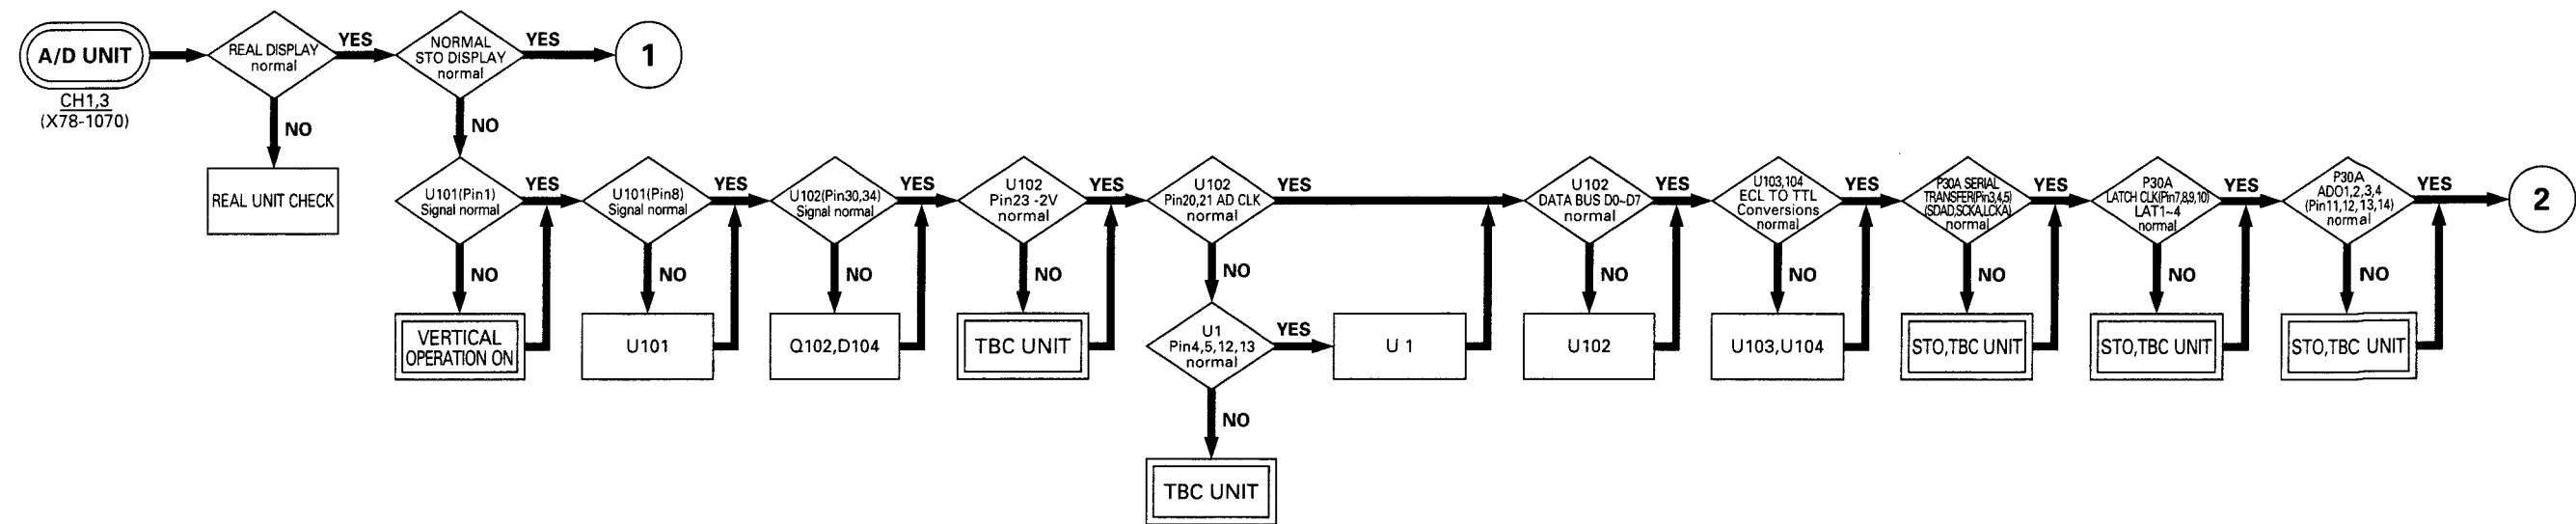 A/D UNIT
CH1,3
(X78-1070)
REAL DISPLAY
normal
YES
NO
REAL UNIT CHECK
NORMAL
STO DISPLAY
normal
YES
1
NO
U101(Pin1)
Signal normal
YES
NO
VERTICAL
OPERATION ON
U101(Pin8)
Signal normal
YES
NO
U101
U102(Pin30,34)
Signal normal
YES
NO
Q102,D104
U102
Pin23 -2V
normal
YES
NO
TBC UNIT
U102
Pin20,21 AD CLK
normal
YES
NO
U1
Pin4,5,12,13
normal
YES
U 1
NO
TBC UNIT
U102
DATA BUS D0~D7
normal
YES
NO
U102
U103,104
ECL TO TTL
Conversions
normal
YES
NO
U103,U104
P30A SERIAL
TRANSFER(Pin3,4,5)
(SDAD,SCKA,LCKA)
normal
YES
NO
STO,TBC UNIT
P30A
LATCH CLK(Pin7,8,9,10)
LAT1~4
normal
YES
NO
STO,TBC UNIT
P30A
ADO1,2,3,4
(Pin11,12,13,14)
normal
YES
2
NO
STO,TBC UNIT